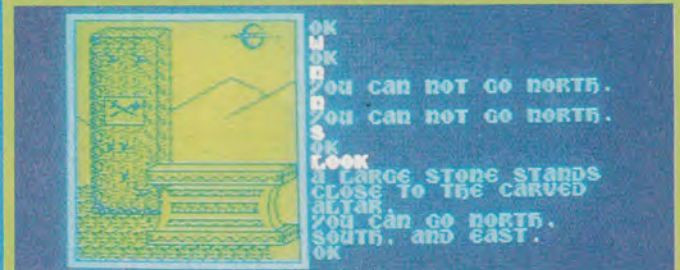 OK
W
OK
N
YOU CAN NOT GO NORTH.
N
YOU CAN NOT GO NORTH.
S
OK
LOOK
A LARGE STONE STANDS
CLOSE TO THE CARVED
ALTAR
YOU CAN GO NORTH,
SOUTH, AND EAST.
OK